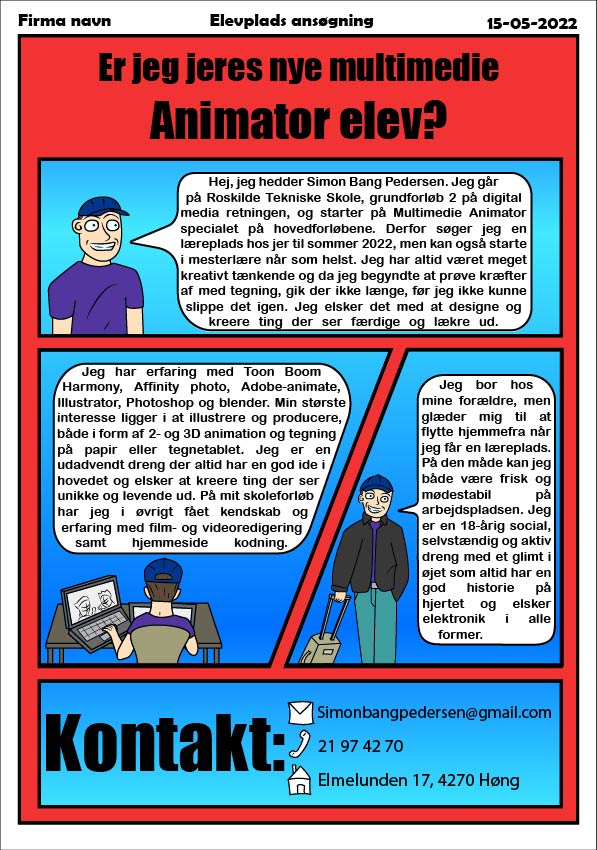 Firma navn Elevplads ansøgning 15-05-2022
Er jeg jeres nye multimedie
Animator elev?
Hej, jeg hedder Simon Bang Pedersen. Jeg går
på Roskilde Tekniske Skole, grundforløb 2 på digital
media retningen, og starter på Multimedie Animator
specialet på hovedforløbene. Derfor søger jeg en
læreplads hos jer til sommer 2022, men kan også starte
i mesterlære når som helst. Jeg har altid været meget
kreativt tænkende og da jeg begyndte at prøve kræfter
af med tegning, gik der ikke længe, før jeg ikke kunne
slippe det igen. Jeg elsker det med at designe og
kreere ting der ser færdige og lækre ud.
Jeg har erfaring med Toon Boom
Harmony, Affinity photo, Adobe-animate,
Illustrator, Photoshop og blender. Min største
interesse ligger i at illustrere og producere,
både i form af 2- og 3D animation og tegning
på papir eller tegnetablet. Jeg er en
udadvendt dreng der altid har en god ide i
hovedet og elsker at kreere ting der ser
unikke og levende ud. På mit skoleforløb
har jeg i øvrigt fået kendskab og
erfaring med film- og videoredigering
samt hjemmeside kodning.
Jeg bor hos
mine forældre, men
glæder mig til at
flytte hjemmefra når
jeg får en læreplads.
På den måde kan jeg
både være frisk og
mødestabil på
arbejdspladsen. Jeg
er en 18-årig social,
selvstændig og aktiv
dreng med et glimt i
øjet som altid har en
god historie på
hjertet og elsker
elektronik i alle
former.
Kontakt:
Simonbangpedersen@gmail.com
21 97 42 70
Elmelunden 17, 4270 Høng